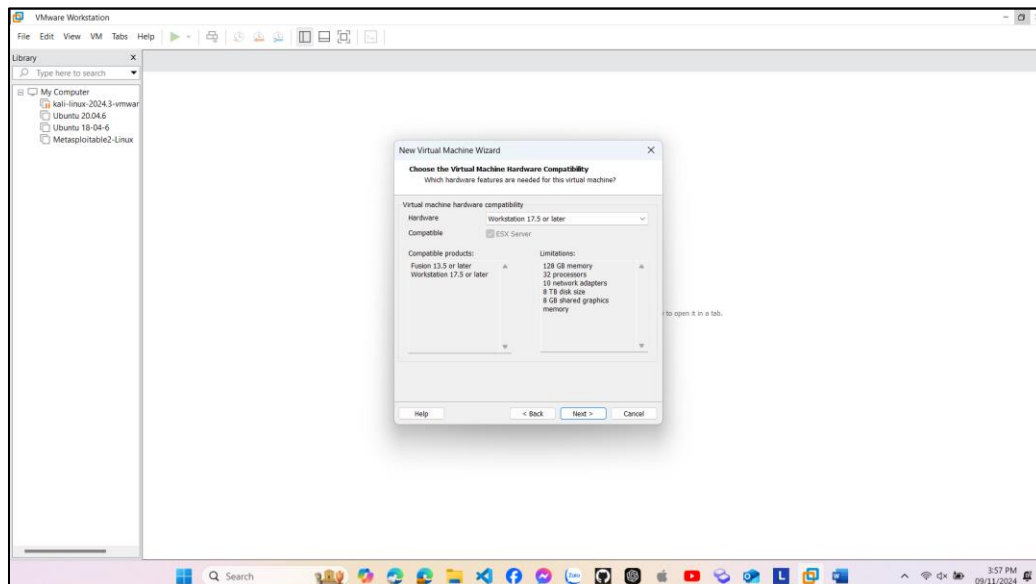 VMware Workstation
File Edit View VM Tabs Help
Library X
Type here to search
My Computer
kali-linux-2024.3-vmwar
Ubuntu 20.04.6
Ubuntu 18-04-6
Metasploitable2-Linux
New Virtual Machine Wizard
Choose the Virtual Machine Hardware Compatibility
Which hardware features are needed for this virtual machine?
Virtual machine hardware compatibility
Hardware Workstation 17.5 or later
Compatible ESX Server
Compatible products: Limitations:
Fusion 13.5 or later 128 GB memory
Workstation 17.5 or later 32 processors
10 network adapters
8 TB disk size
8 GB shared graphics
memory
to open it in a tab.
Help < Back Next > Cancel
Search
3:57 PM
09/11/2024